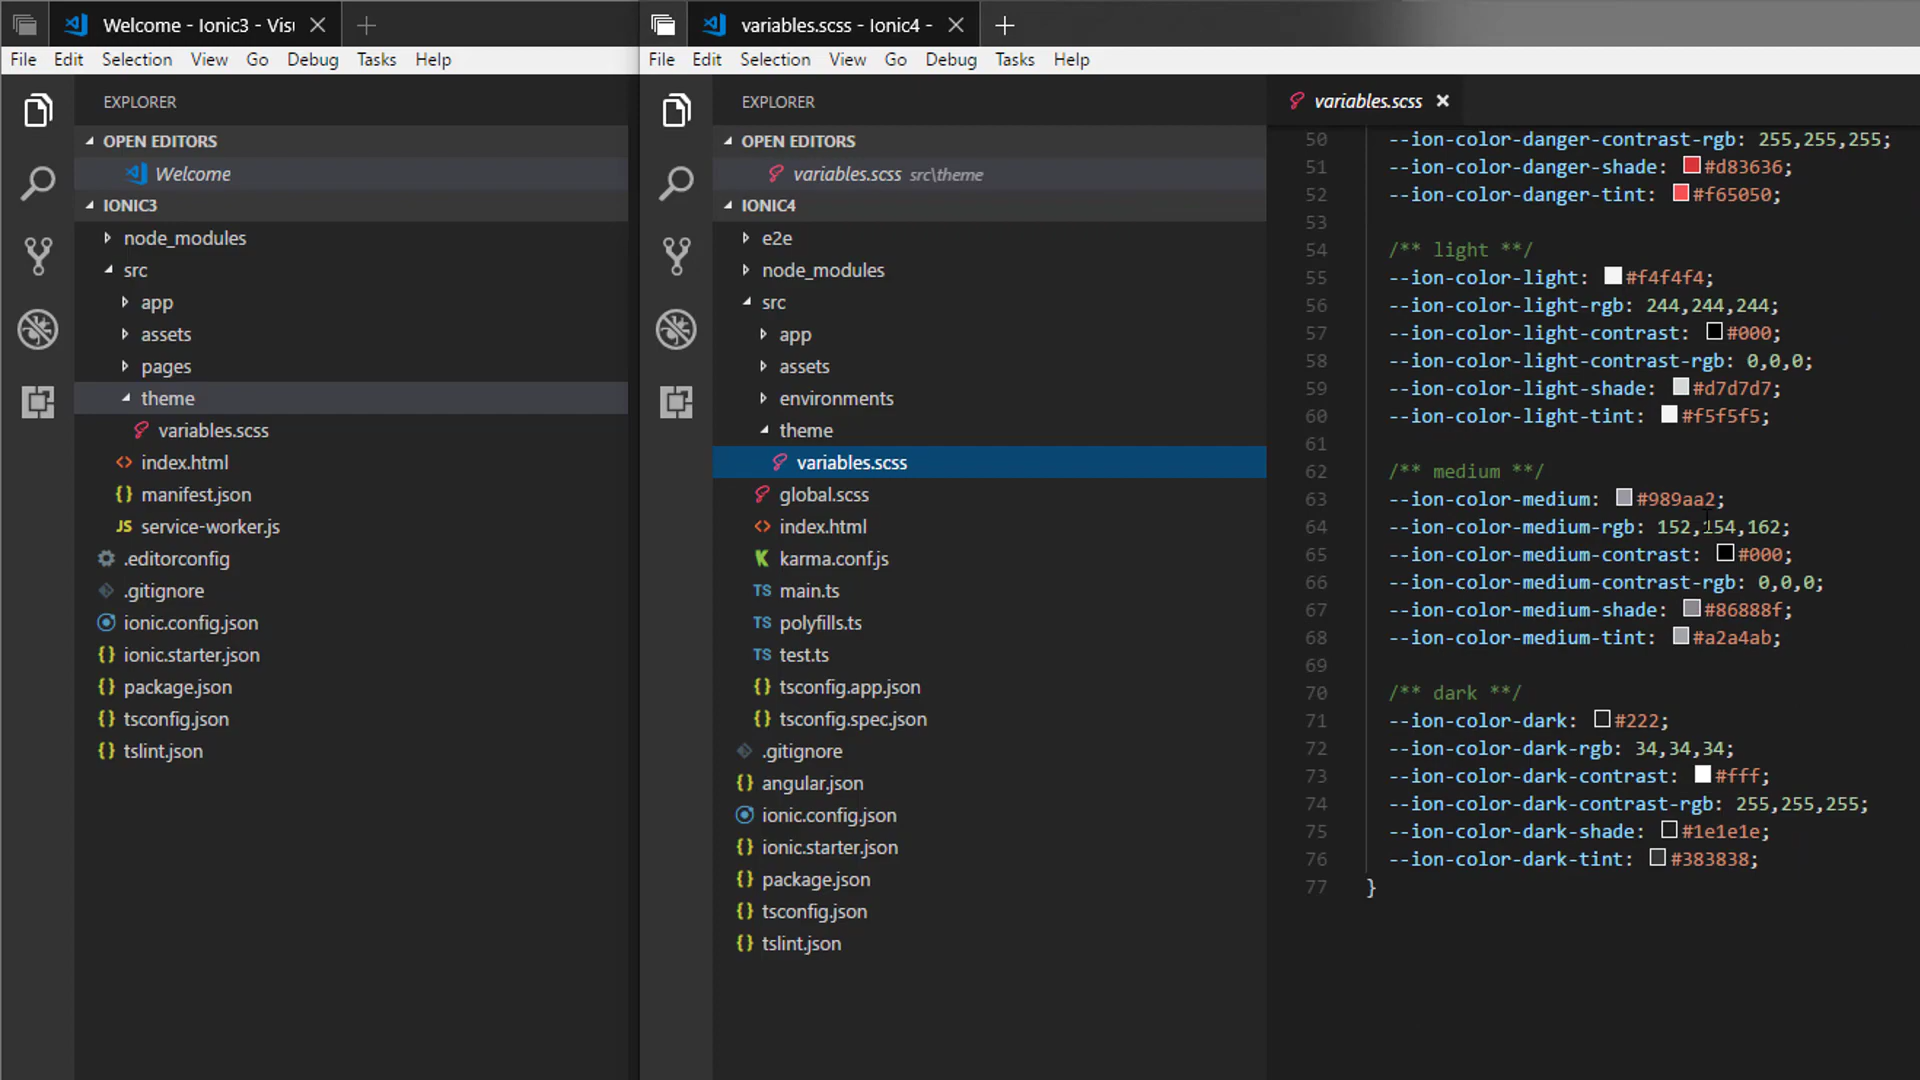 Welcome - Ionic3 - Visu
File Edit Selection View Go Debug Tasks Help
EXPLORER
OPEN EDITORS
Welcome
IONIC3
node_modules
src
app
assets
pages
theme
variables.scss
index.html
manifest.json
JS service-worker.js
.editorconfig
.gitignore
ionic.config.json
ionic.starter.json
package.json
tsconfig.json
tslint.json
variables.scss - Ionic4 -
File Edit Selection View Go Debug Tasks Help
EXPLORER
OPEN EDITORS
variables.scss src\theme
IONIC4
e2e
node_modules
src
app
assets
environments
theme
variables.scss
global.scss
index.html
karma.conf.js
TS main.ts
TS polyfills.ts
TS test.ts
tsconfig.app.json
tsconfig.spec.json
.gitignore
angular.json
ionic.config.json
ionic.starter.json
package.json
tsconfig.json
tslint.json
variables.scss
50 --ion-color-danger-contrast-rgb: 255,255,255;
51 --ion-color-danger-shade: #d83636;
52 --ion-color-danger-tint: #f65050;
53
54 /** light **/
55 --ion-color-light: #f4f4f4;
56 --ion-color-light-rgb: 244,244,244;
57 --ion-color-light-contrast: #000;
58 --ion-color-light-contrast-rgb: 0,0,0;
59 --ion-color-light-shade: #d7d7d7;
60 --ion-color-light-tint: #f5f5f5;
61
62 /** medium **/
63 --ion-color-medium: #989aa2;
64 --ion-color-medium-rgb: 152,154,162;
65 --ion-color-medium-contrast: #000;
66 --ion-color-medium-contrast-rgb: 0,0,0;
67 --ion-color-medium-shade: #86888f;
68 --ion-color-medium-tint: #a2a4ab;
69
70 /** dark **/
71 --ion-color-dark: #222;
72 --ion-color-dark-rgb: 34,34,34;
73 --ion-color-dark-contrast: #fff;
74 --ion-color-dark-contrast-rgb: 255,255,255;
75 --ion-color-dark-shade: #1e1e1e;
76 --ion-color-dark-tint: #383838;
77 }